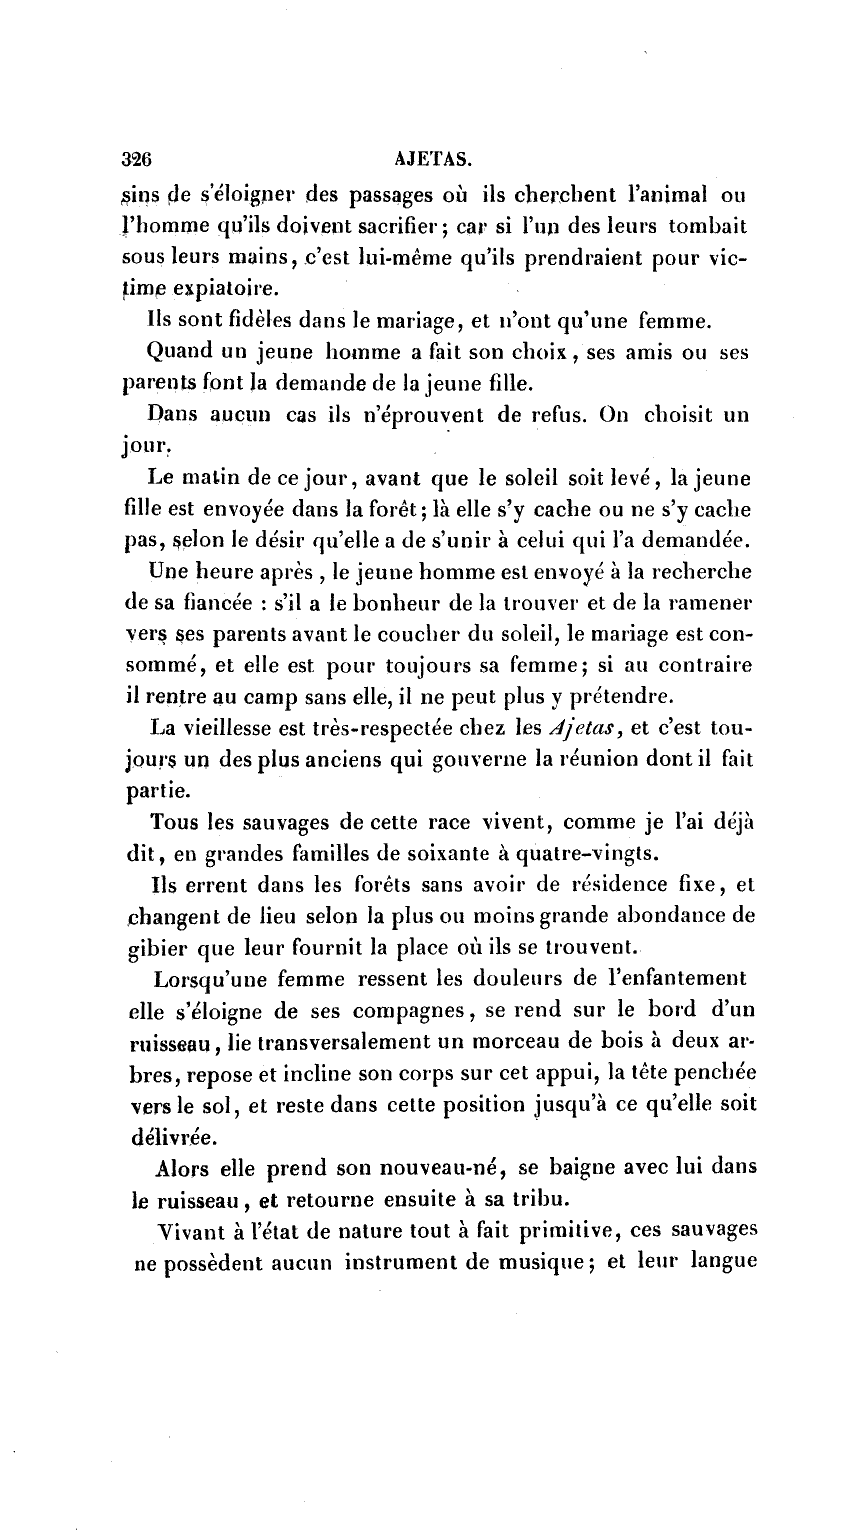 326 AJETAS.
sins de s'éloigner des passages où ils cherchent l'animal ou
l'homme qu'ils doivent sacrifier ; car si l'un des leurs tombait
sous leurs mains, c'est lui-même qu'ils prendraient pour vic-
time expiatoire.
Ils sont fidèles dans le mariage, et n'ont qu'une femme.
Quand un jeune homme a fait son choix, ses amis ou ses
parents font la demande de la jeune fille.
Dans aucun cas ils n'éprouvent de refus. On choisit un
jour.
Le matin de ce jour, avant que le soleil soit levé, la jeune
fille est envoyée dans la forêt ; là elle s'y cache ou ne s'y cache
pas, selon le désir qu'elle a de s'unir à celui qui l'a demandée.
Une heure après, le jeune homme est envoyé à la recherche
de sa fiancée : s'il a le bonheur de la trouver et de la ramener
vers ses parents avant le coucher du soleil, le mariage est con-
sommé, et elle est pour toujours sa femme ; si au contraire
il rentre au camp sans elle, il ne peut plus y prétendre.
La vieillesse est très-respectée chez les Ajetas, et c'est tou-
jours un des plus anciens qui gouverne la réunion dont il fait
partie.
Tous les sauvages de cette race vivent, comme je l'ai déjà
dit, en grandes familles de soixante à quatre-vingts.
Ils errent dans les forêts sans avoir de résidence fixe, et
changent de lieu selon la plus ou moins grande abondance de
gibier que leur fournit la place où ils se trouvent.
Lorsqu'une femme ressent les douleurs de l'enfantement
elle s'éloigne de ses compagnes, se rend sur le bord d'un
ruisseau, lie transversalement un morceau de bois à deux ar-
bres, repose et incline son corps sur cet appui, la tête penchée
vers le sol, et reste dans cette position jusqu'à ce qu'elle soit
délivrée.
Alors elle prend son nouveau-né, se baigne avec lui dans
le ruisseau, et retourne ensuite à sa tribu.
Vivant à l'état de nature tout à fait primitive, ces sauvages
ne possèdent aucun instrument de musique ; et leur langue